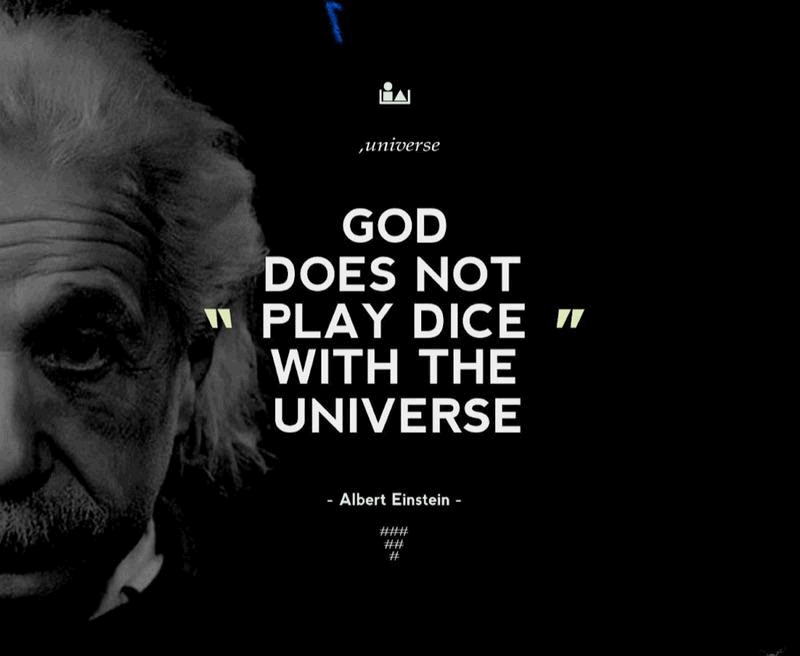 ,universe
GOD
DOES NOT
“ PLAY DICE ”
WITH THE
UNIVERSE
- Albert Einstein -
###
##
#